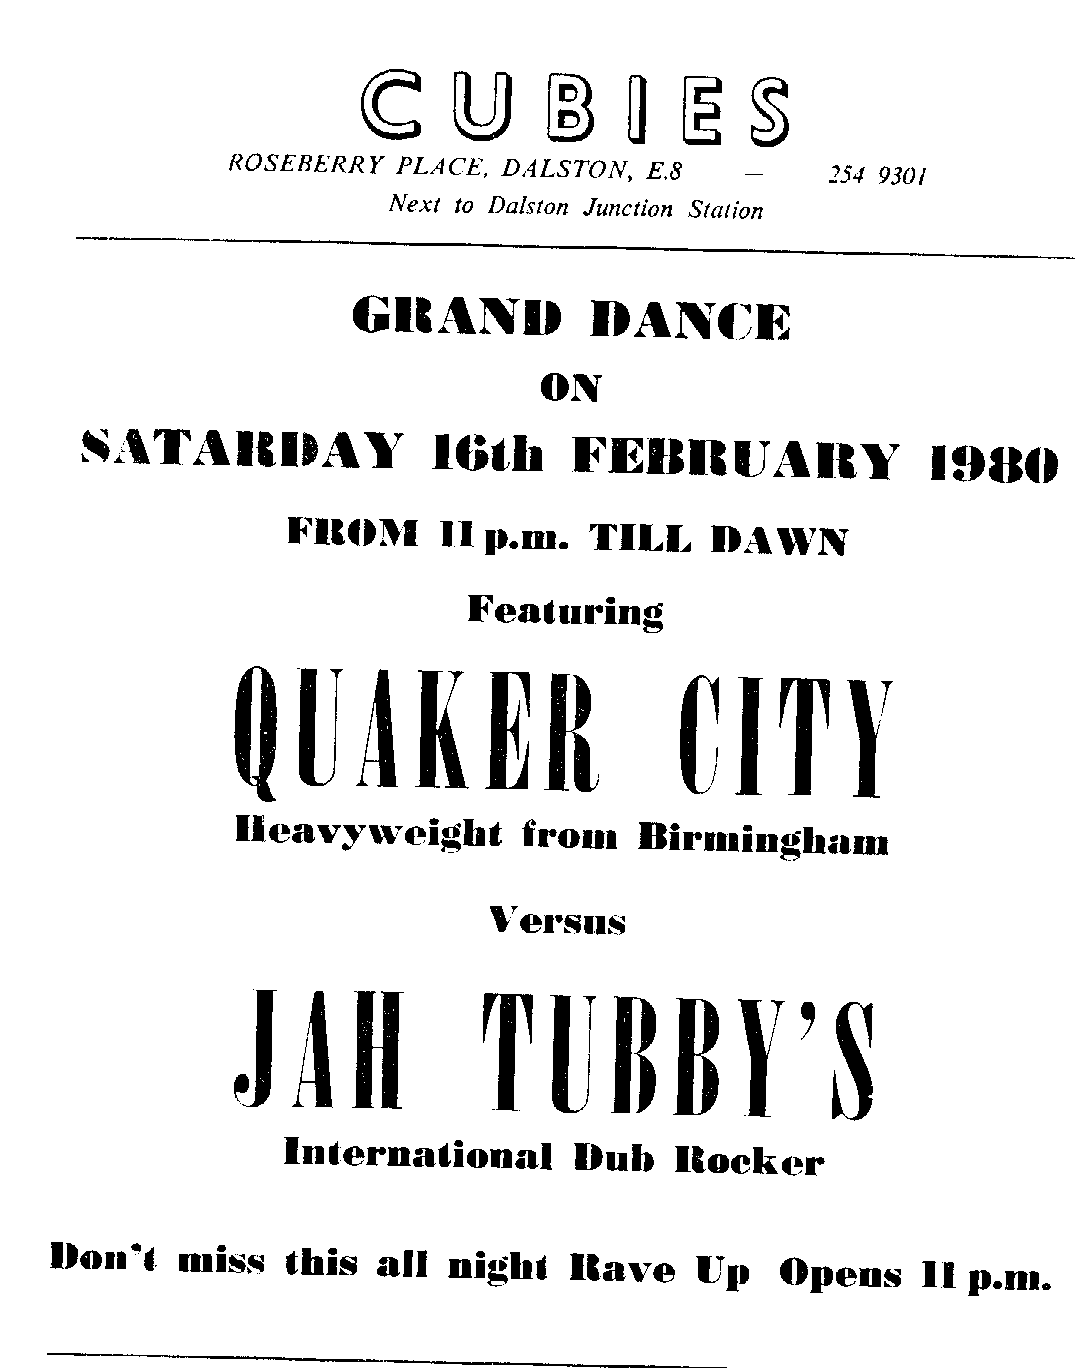 CUBIES
ROSEBERRY PLACE, DALSTON, E.8 — 254 9301
Next to Dalston Junction Station
GRAND DANCE
ON
SATARDAY 16th FEBRUARY 1980
FROM 11 p.m. TILL DAWN
Featuring
QUAKER CITY
Heavyweight from Birmingham
Versus
JAH TUBBY'S
International Dub Rocker
Don't miss this all night Rave Up Opens 11 p.m.